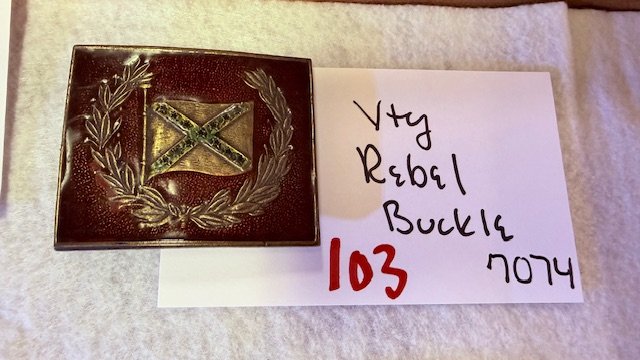 Vtg
Rebel
Buckle
103 7074